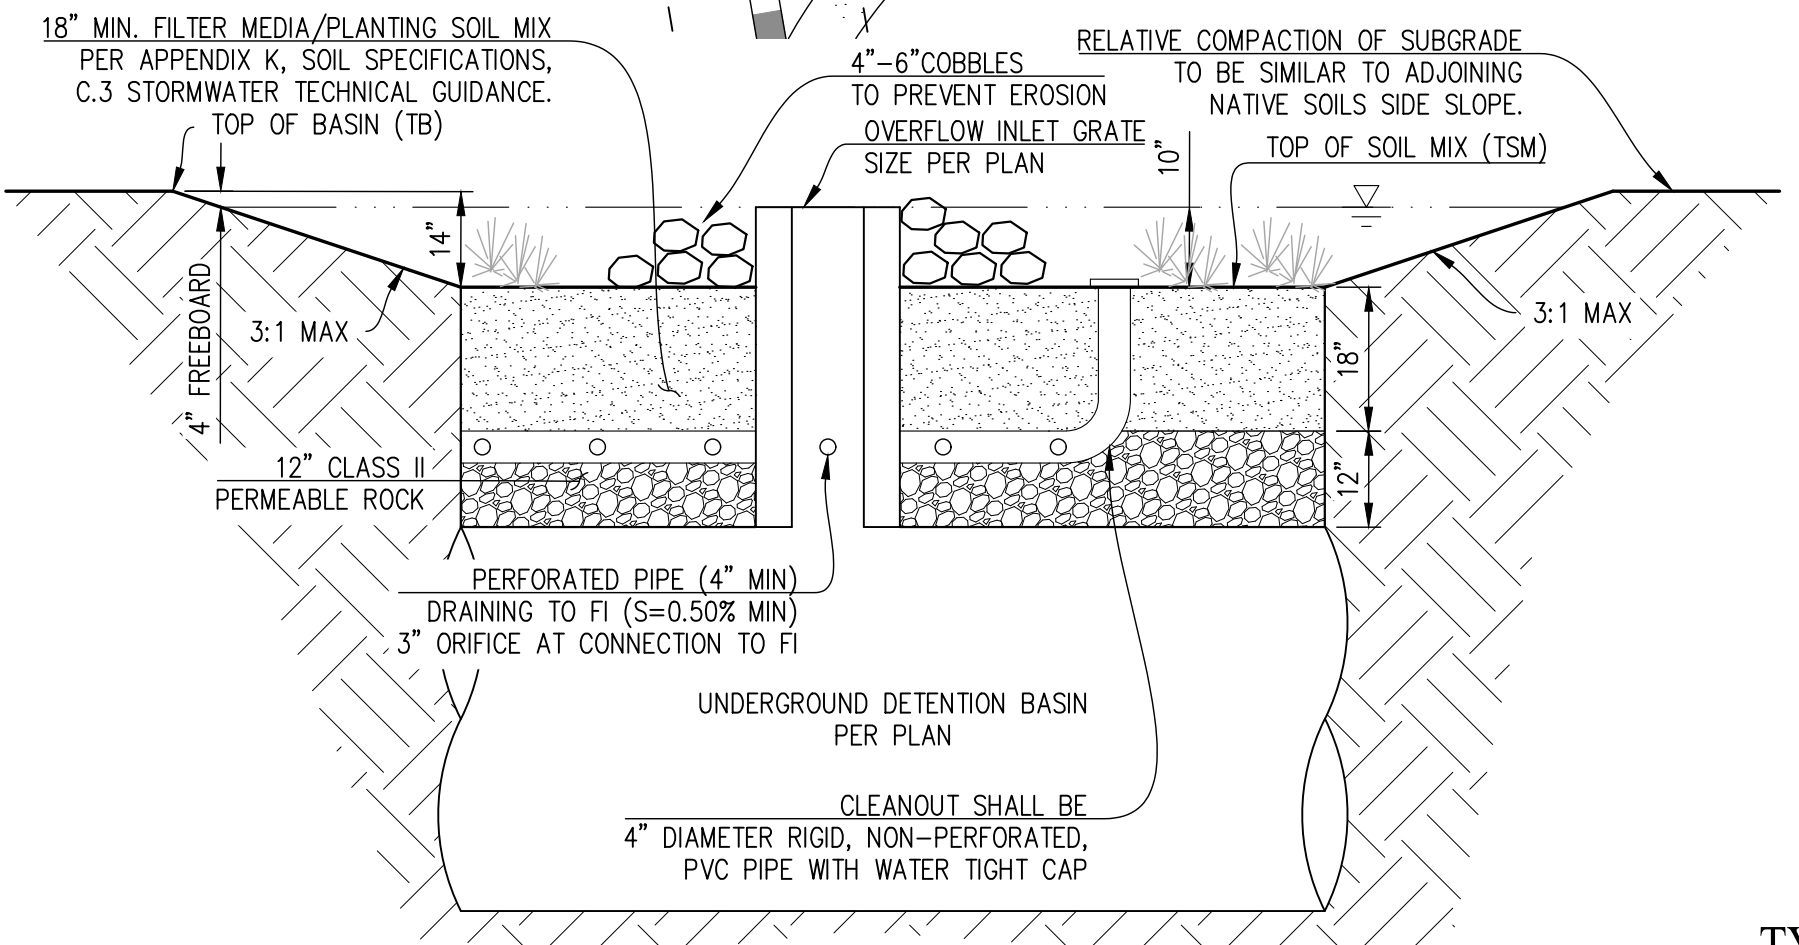 18” MIN. FILTER MEDIA/PLANTING SOIL MIX
PER APPENDIX K, SOIL SPECIFICATIONS,
C.3 STORMWATER TECHNICAL GUIDANCE.
TOP OF BASIN (TB)
4”-6”COBBLES
TO PREVENT EROSION
OVERFLOW INLET GRATE
SIZE PER PLAN
RELATIVE COMPACTION OF SUBGRADE
TO BE SIMILAR TO ADJOINING
NATIVE SOILS SIDE SLOPE.
10”
TOP OF SOIL MIX (TSM)
14”
4” FREEBOARD
3:1 MAX
3:1 MAX
18”
12”
12” CLASS II
PERMEABLE ROCK
PERFORATED PIPE (4” MIN)
DRAINING TO FI (S=0.50% MIN)
3” ORIFICE AT CONNECTION TO FI
UNDERGROUND DETENTION BASIN
PER PLAN
CLEANOUT SHALL BE
4” DIAMETER RIGID, NON-PERFORATED,
PVC PIPE WITH WATER TIGHT CAP